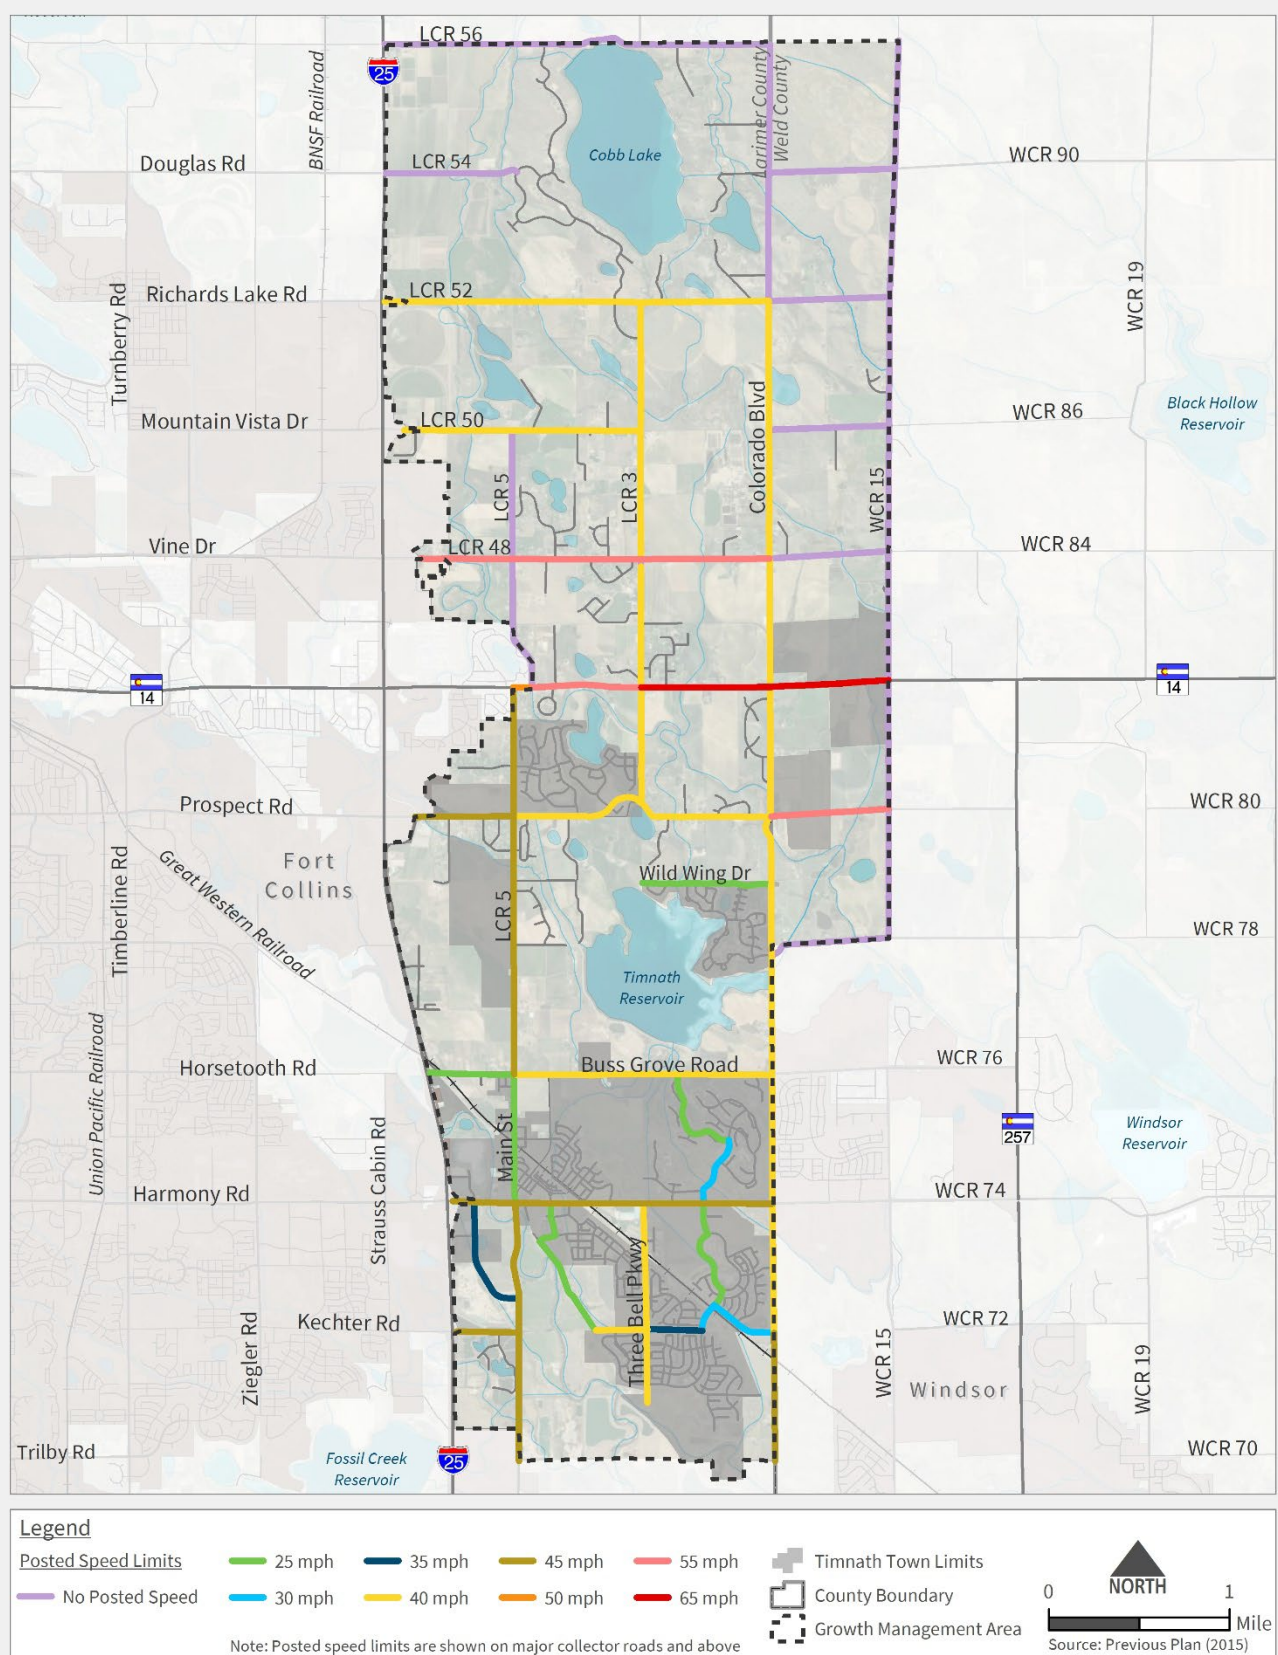 LCR 56
25
BNSF Railroad
Larimer County
Weld County
Cobb Lake
Douglas Rd
LCR 54
WCR 90
Turnberry Rd
Richards Lake Rd
LCR 52
WCR 19
Mountain Vista Dr
LCR 50
Colorado Blvd
WCR 86
Black Hollow
Reservoir
LCR 5
LCR 3
WCR 15
Vine Dr
LCR 48
WCR 84
14
14
Prospect Rd
WCR 80
Fort
Collins
Great Western Railroad
Timberline Rd
LCR 5
Wild Wing Dr
WCR 78
Timnath
Reservoir
Union Pacific Railroad
Horsetooth Rd
Buss Grove Road
WCR 76
257
Windsor
Reservoir
Strauss Cabin Rd
Main St
Harmony Rd
WCR 74
Three Bell Pkwy
Ziegler Rd
Kechter Rd
WCR 72
WCR 15
Windsor
WCR 19
Trilby Rd
Fossil Creek
Reservoir
25
WCR 70
Legend
Posted Speed Limits
No Posted Speed
25 mph
30 mph
35 mph
40 mph
45 mph
50 mph
55 mph
65 mph
Timnath Town Limits
County Boundary
Growth Management Area
NORTH
0 1
Mile
Source: Previous Plan (2015)
Note: Posted speed limits are shown on major collector roads and above